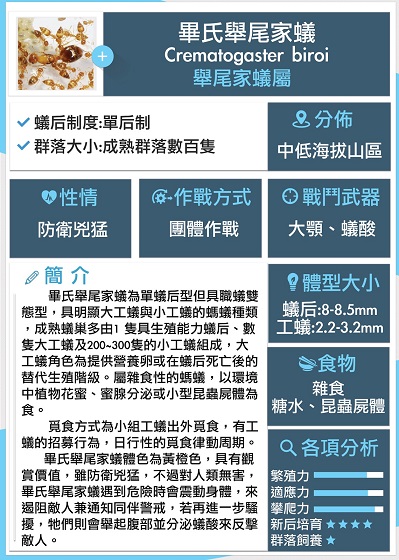 畢氏舉尾家蟻
Crematogaster biroi
舉尾家蟻屬
✓ 蟻后制度:單后制
✓ 群落大小:成熟群落數百隻
分佈
中低海拔山區
性情
防衛兇猛
作戰方式
團體作戰
戰鬥武器
大顎、蟻酸
簡 介
畢氏舉尾家蟻為單蟻后型但具職蟻雙
態型，具明顯大工蟻與小工蟻的螞蟻種類
，成熟蟻巢多由1 隻具生殖能力蟻后、數
隻大工蟻及200~300隻的小工蟻組成，大
工蟻角色為提供營養卵或在蟻后死亡後的
替代生殖階級。屬雜食性的螞蟻，以環境
中植物花蜜、蜜腺分泌或小型昆蟲屍體為
食。
覓食方式為小組工蟻出外覓食，有工
蟻的招募行為，日行性的覓食律動周期。
畢氏舉尾家蟻體色為黃橙色，具有觀
賞價值，雖防衛兇猛，不過對人類無害，
畢氏舉尾家蟻遇到危險時會震動身體，來
遏阻敵人兼通知同伴警戒，若再進一步騷
擾，牠們則會舉起腹部並分泌蟻酸來反擊
敵人。
體型大小
蟻后:8-8.5mm
工蟻:2.2-3.2mm
食物
雜食
糖水、昆蟲屍體
各項分析
繁殖力
適應力
攀爬力
新后培育 ★★★★
群落飼養 ★